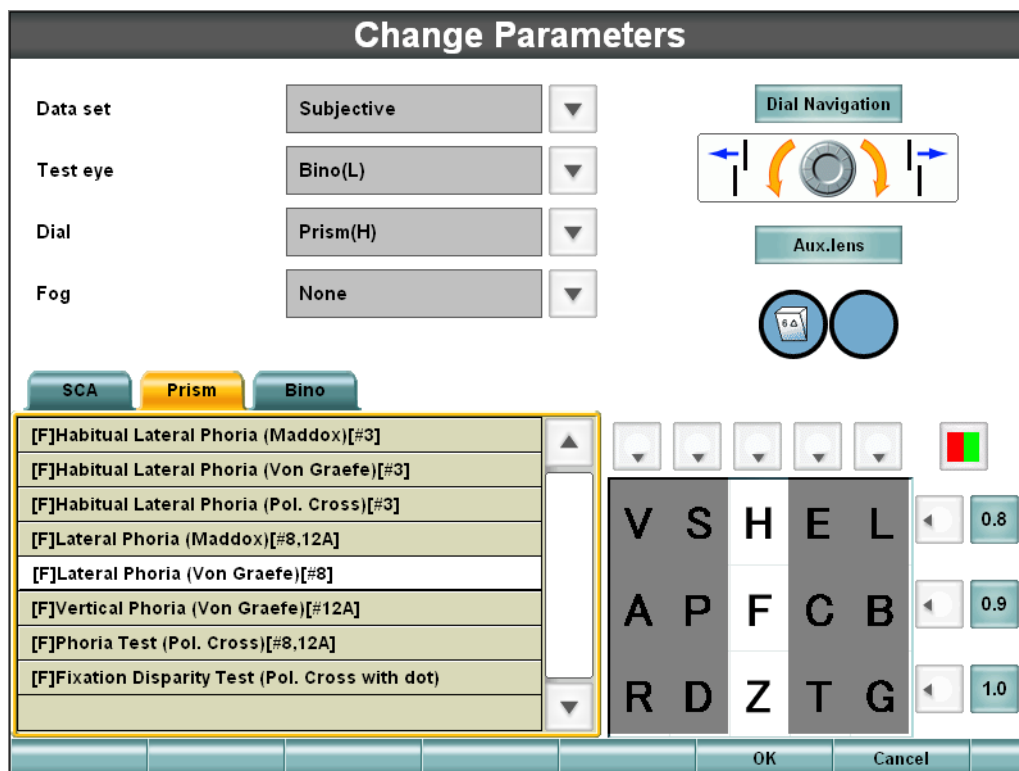 Change Parameters
Data set
Subjective
Test eye
Bino(L)
Dial
Prism(H)
Fog
None
Dial Navigation
Aux.lens
6 Δ
SCA
Prism
Bino
[F]Habitual Lateral Phoria (Maddox)[#3]
[F]Habitual Lateral Phoria (Von Graefe)[#3]
[F]Habitual Lateral Phoria (Pol. Cross)[#3]
[F]Lateral Phoria (Maddox)[#8,12A]
[F]Lateral Phoria (Von Graefe)[#8]
[F]Vertical Phoria (Von Graefe)[#12A]
[F]Phoria Test (Pol. Cross)[#8,12A]
[F]Fixation Disparity Test (Pol. Cross with dot)
V S H E L
0.8
A P F C B
0.9
R D Z T G
1.0
OK
Cancel